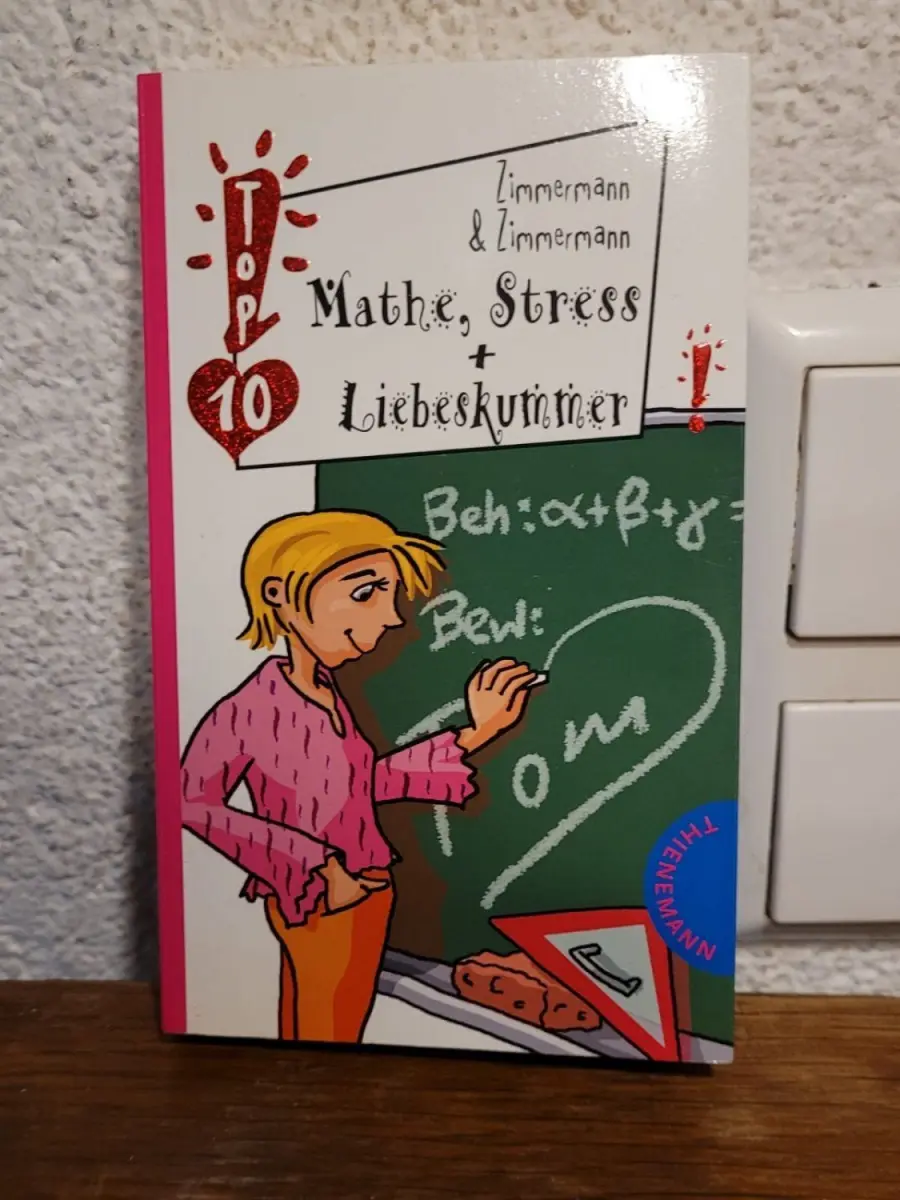 TOP
10
Zimmermann
& Zimmermann
Mathe, Stress
+
Liebeskummer
Beh: α+β+γ =
Bew:
Tom
THIENEMANN